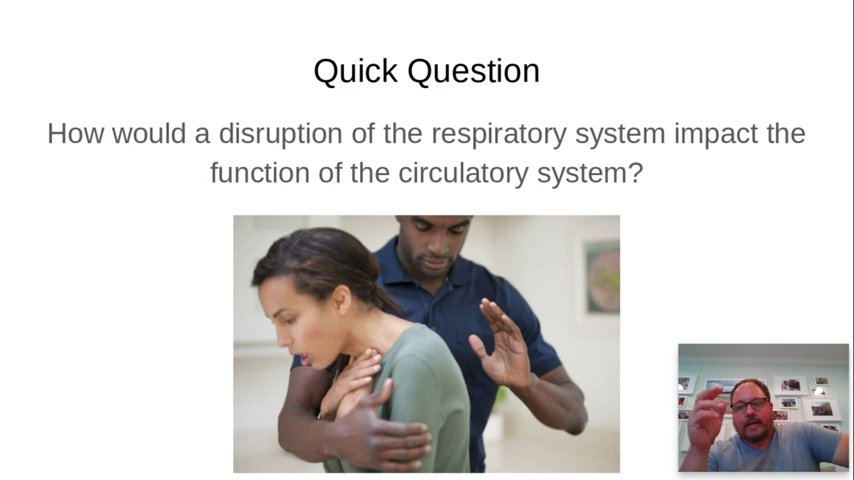 Quick Question
How would a disruption of the respiratory system impact the
function of the circulatory system?